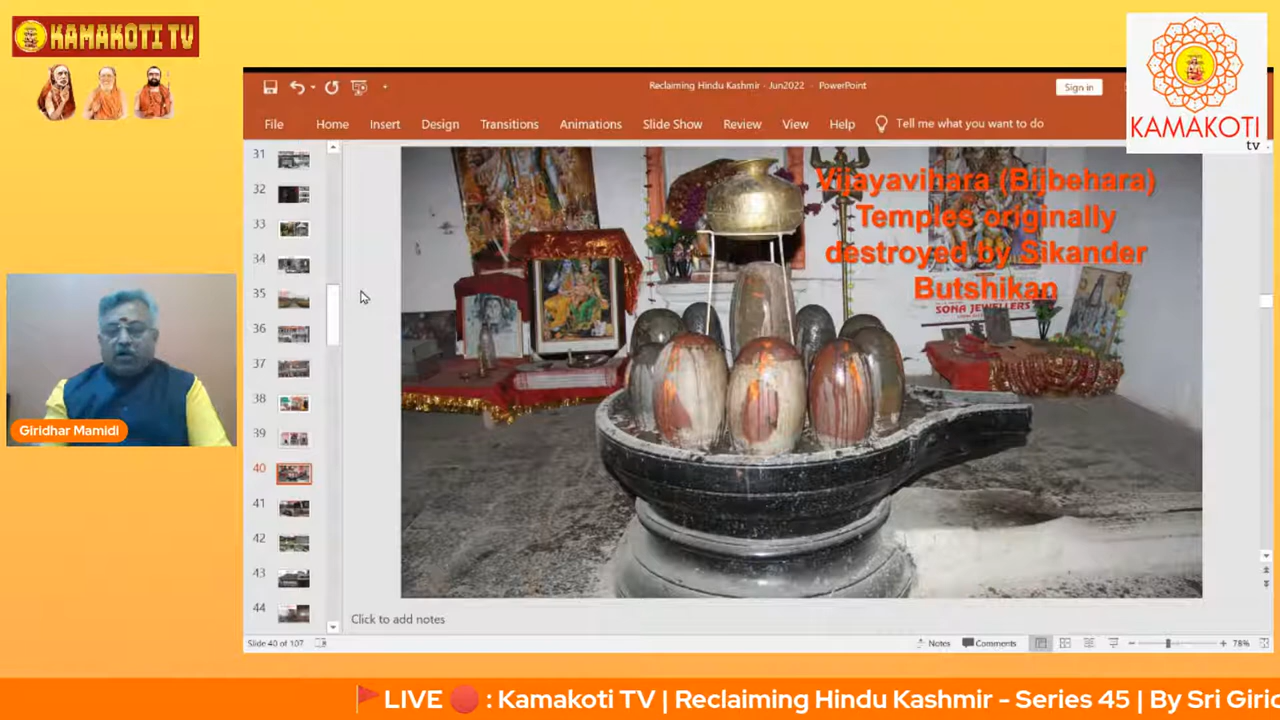 KAMAKOTI TV
KAMAKOTI
tv
Reclaiming Hindu Kashmir - Jun2022 - PowerPoint
Sign in
File Home Insert Design Transitions Animations Slide Show Review View Help Tell me what you want to do
31
32
33
34
35
36
37
38
39
40
41
42
43
44
Vijayavihara (Bijbehara)
Temples originally
destroyed by Sikander
Butshikan
SONA JEWELLERS
Giridhar Mamidi
Click to add notes
Slide 40 of 107
Notes Comments 78%
LIVE : Kamakoti TV | Reclaiming Hindu Kashmir - Series 45 | By Sri Giric